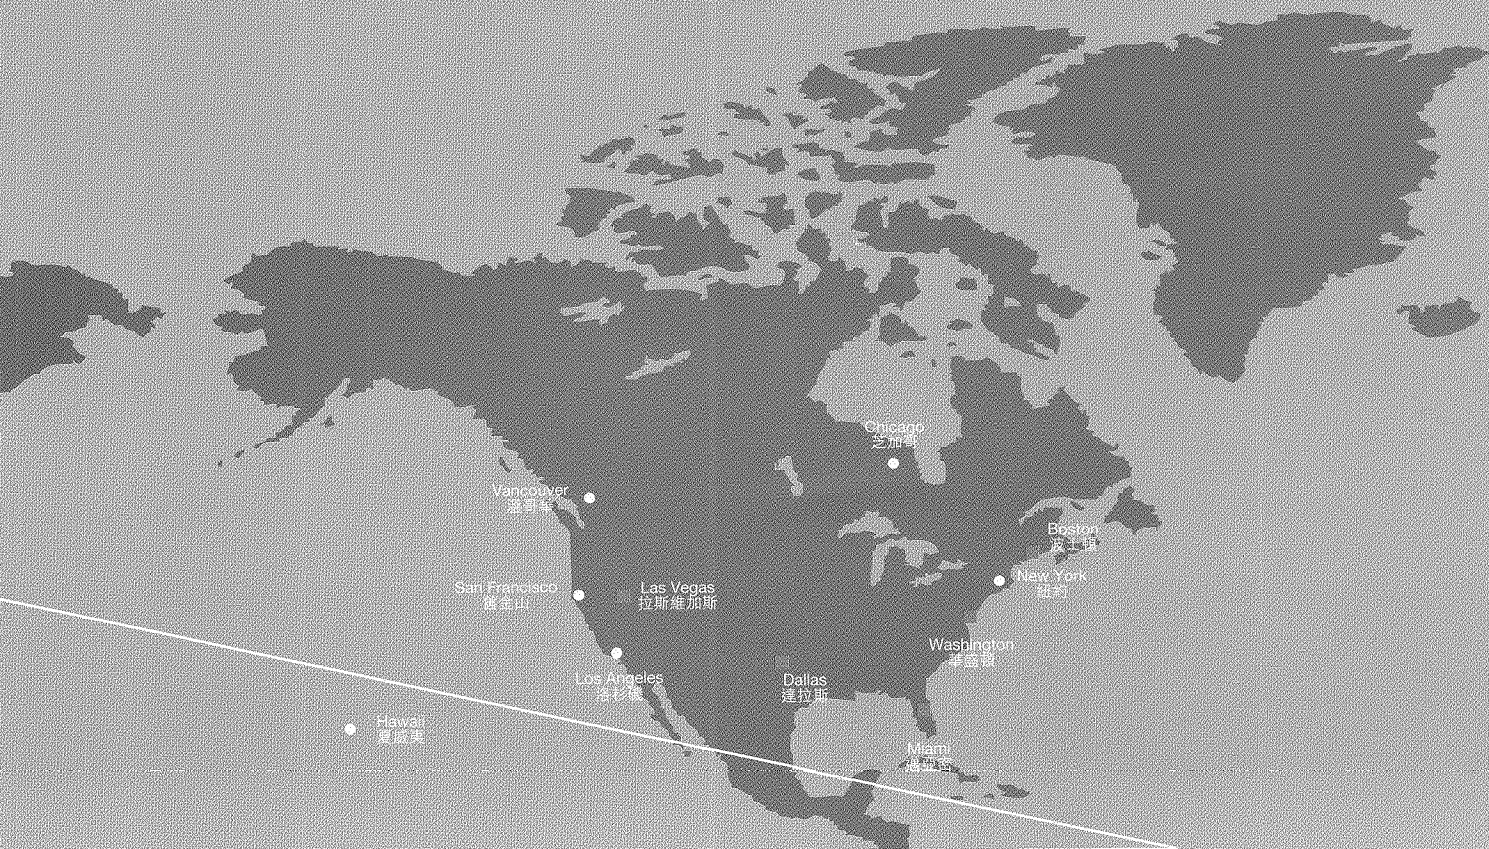 Chicago
芝加哥
Vancouver
溫哥華
Boston
波士頓
New York
紐約
San Francisco
舊金山
Las Vegas
拉斯維加斯
Washington
華盛頓
Los Angeles
洛杉磯
Dallas
達拉斯
Hawaii
夏威夷
Miami
邁亞密